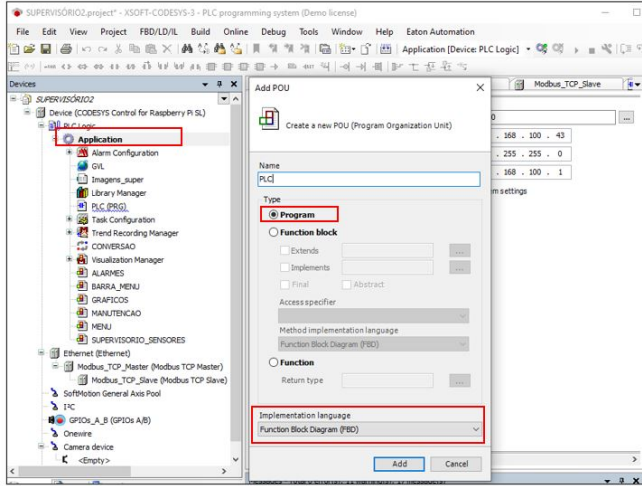 SUPERVISÓRIO2.project* - XSOFT-CODESYS-3 - PLC programming system (Demo license)
File Edit View Project FBD/LD/IL Build Online Debug Tools Window Help Eaton Automation
Application [Device: PLC Logic]
Devices
SUPERVISÓRIO2
Device (CODESYS Control for Raspberry Pi SL)
PLC Logic
Application
Alarm Configuration
GVL
Imagens_super
Library Manager
PLC (PRG)
Task Configuration
Trend Recording Manager
CONVERSAO
Visualization Manager
ALARMES
BARRA_MENU
GRAFICOS
MANUTENCAO
MENU
SUPERVISORIO_SENSORES
Ethernet (Ethernet)
Modbus_TCP_Master (Modbus TCP Master)
Modbus_TCP_Slave (Modbus TCP Slave)
SoftMotion General Axis Pool
I²C
GPIOs_A_B (GPIOs A/B)
Onewire
Camera device
<Empty>
Add POU
Create a new POU (Program Organization Unit)
Name
PLC
Type
Program
Function block
Extends
...
Implements
...
Final Abstract
Access specifier
Method implementation language
Function Block Diagram (FBD)
Function
Return type
...
Implementation language
Function Block Diagram (FBD)
Add Cancel
Modbus_TCP_Slave
0
...
. 168 . 100 . 43
. 255 . 255 . 0
. 168 . 100 . 1
m settings